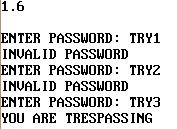 1.6
ENTER PASSWORD: TRY1
INVALID PASSWORD
ENTER PASSWORD: TRY2
INVALID PASSWORD
ENTER PASSWORD: TRY3
YOU ARE TRESPASSING